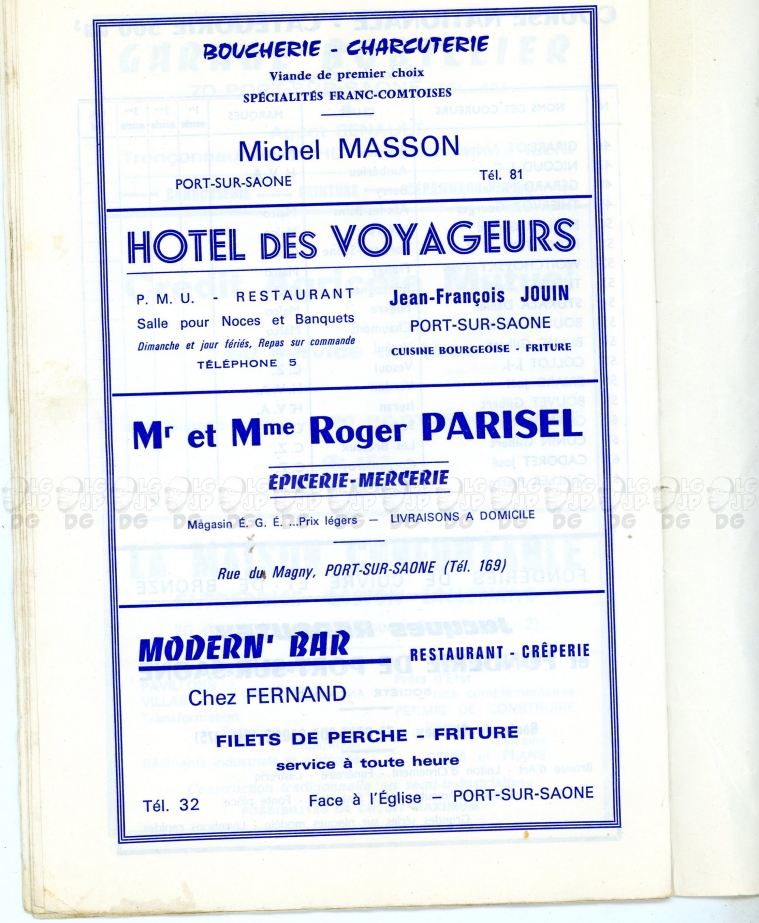 BOUCHERIE - CHARCUTERIE
Viande de premier choix
SPÉCIALITÉS FRANC-COMTOISES
Michel MASSON
PORT-SUR-SAONE Tél. 81
HOTEL DES VOYAGEURS
P. M. U. - RESTAURANT
Salle pour Noces et Banquets
Dimanche et jour fériés, Repas sur commande
TÉLÉPHONE 5
Jean-François JOUIN
PORT-SUR-SAONE
CUISINE BOURGEOISE - FRITURE
Mr et Mme Roger PARISEL
ÉPICERIE-MERCERIE
Magasin É. G. É. ...Prix légers — LIVRAISONS A DOMICILE
Rue du Magny, PORT-SUR-SAONE (Tél. 169)
MODERN' BAR
RESTAURANT - CRÊPERIE
Chez FERNAND
FILETS DE PERCHE - FRITURE
service à toute heure
Tél. 32 Face à l'Église — PORT-SUR-SAONE